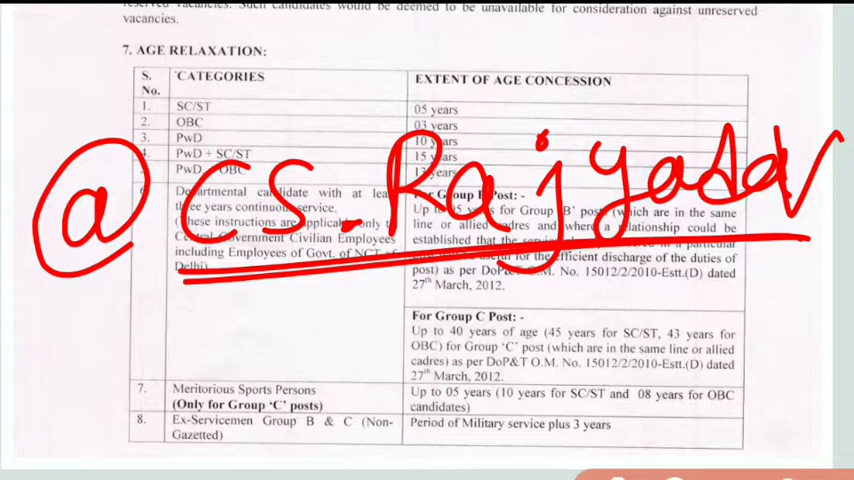 reserved vacancies. Such candidates would be deemed to be unavailable for consideration against unreserved
vacancies.
7. AGE RELAXATION:
S. No. CATEGORIES EXTENT OF AGE CONCESSION
1. SC/ST 05 years
2. OBC 03 years
3. PwD 10 years
4. PwD + SC/ST 15 years
PwD OBC 13 years
@cs.Rajyadav
6. Departmental candidate with at least
three years continuous service.
(These instructions are applicable only to
Central Government Civilian Employees
including Employees of Govt. of NCT of
Delhi)
For Group B Post: -
Up to 05 years for Group 'B' post (which are in the same
line or allied cadres and where a relationship could be
established that the service in a particular
useful for the efficient discharge of the duties of
post) as per DoP&T O.M. No. 15012/2/2010-Estt.(D) dated
27th March, 2012.
For Group C Post: -
Up to 40 years of age (45 years for SC/ST, 43 years for
OBC) for Group 'C' post (which are in the same line or allied
cadres) as per DoP&T O.M. No. 15012/2/2010-Estt.(D) dated
27th March, 2012.
7. Meritorious Sports Persons
(Only for Group 'C' posts)
Up to 05 years (10 years for SC/ST and 08 years for OBC
candidates)
8. Ex-Servicemen Group B & C (Non-
Gazetted)
Period of Military service plus 3 years